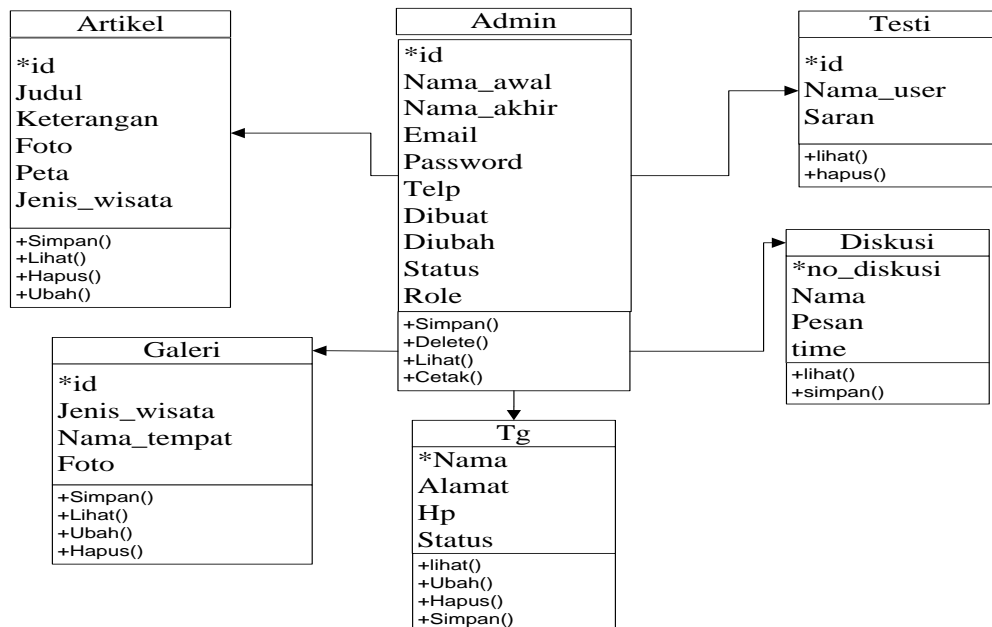 Artikel
*id
Judul
Keterangan
Foto
Peta
Jenis_wisata
+Simpan()
+Lihat()
+Hapus()
+Ubah()
Admin
*id
Nama_awal
Nama_akhir
Email
Password
Telp
Dibuat
Diubah
Status
Role
+Simpan()
+Delete()
+Lihat()
+Cetak()
Testi
*id
Nama_user
Saran
+lihat()
+hapus()
Diskusi
*no_diskusi
Nama
Pesan
time
+lihat()
+simpan()
Galeri
*id
Jenis_wisata
Nama_tempat
Foto
+Simpan()
+Lihat()
+Ubah()
+Hapus()
Tg
*Nama
Alamat
Hp
Status
+lihat()
+Ubah()
+Hapus()
+Simpan()